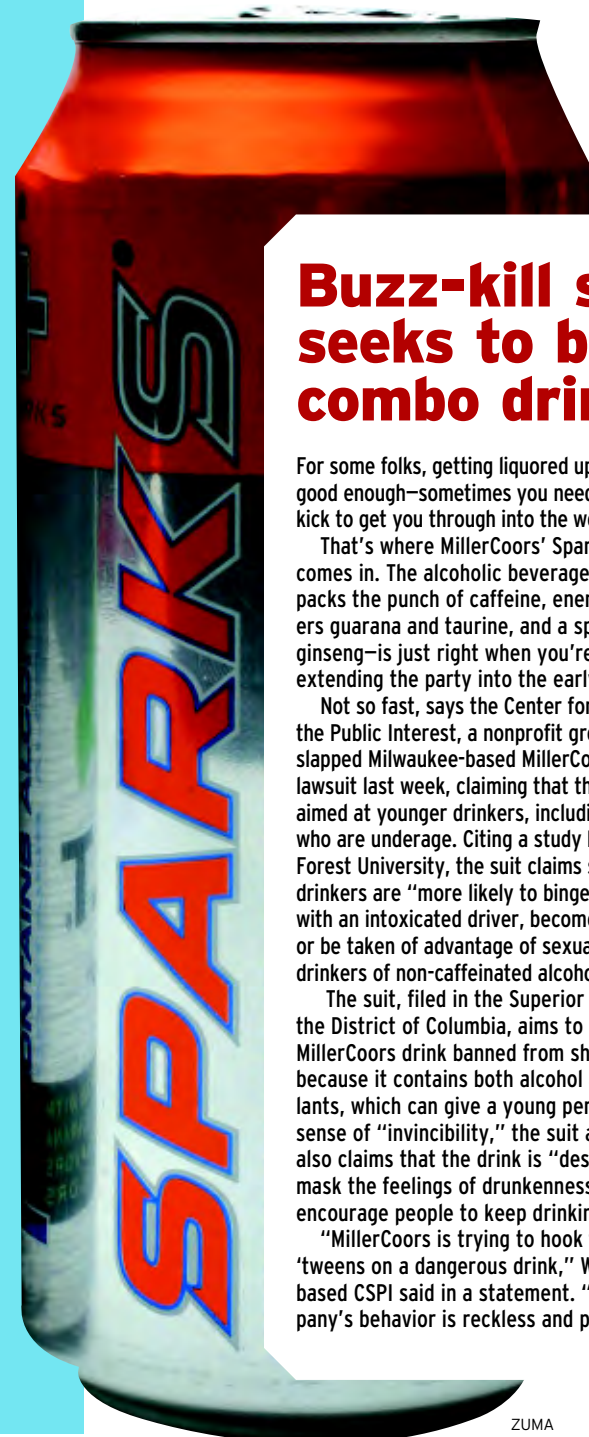 SPARKS
Buzz-kill s
seeks to b
combo drin
For some folks, getting liquored up
good enough—sometimes you need
kick to get you through into the we
That's where MillerCoors' Spar
comes in. The alcoholic beverage
packs the punch of caffeine, ener
ers guarana and taurine, and a sp
ginseng—is just right when you're
extending the party into the earl
Not so fast, says the Center for
the Public Interest, a nonprofit gr
slapped Milwaukee-based MillerCo
lawsuit last week, claiming that th
aimed at younger drinkers, includi
who are underage. Citing a study
Forest University, the suit claims s
drinkers are “more likely to binge
with an intoxicated driver, become
or be taken of advantage of sexua
drinkers of non-caffeinated alcoho
The suit, filed in the Superior
the District of Columbia, aims to
MillerCoors drink banned from sh
because it contains both alcohol
lants, which can give a young per
sense of “invincibility,” the suit a
also claims that the drink is “des
mask the feelings of drunkenness
encourage people to keep drinkin
“MillerCoors is trying to hook
‘tweens on a dangerous drink,” W
based CSPI said in a statement. “
pany's behavior is reckless and p
ZUMA